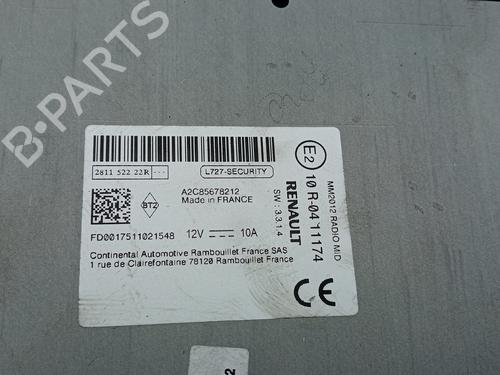 B-PARTS
2811 522 22R ---
L727-SECURITY
BT2
A2C85678212
Made in FRANCE
FD0017511021548
12V 10A
Continental Automotive Rambouillet France SAS
1 rue de Clairefontaine 78120 Rambouillet France
E2
10 R-04 11174
MM2012 RADIO MID
RENAULT
SW : 3.3.1.4
CE
2